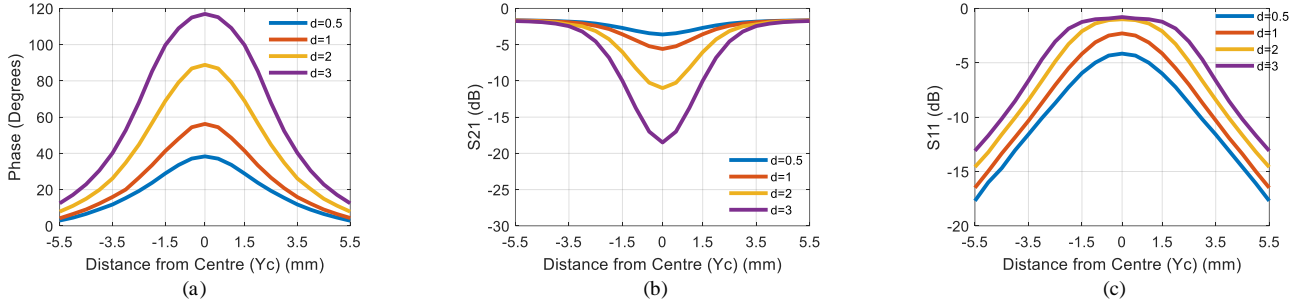 Phase (Degrees)
120
100
80
60
40
20
0
-5.5
-3.5
-1.5
0
1.5
3.5
5.5
Distance from Centre (Yc) (mm)
d=0.5
d=1
d=2
d=3
(a)
S21 (dB)
0
-5
-10
-15
-20
-25
-30
-5.5
-3.5
-1.5
0
1.5
3.5
5.5
Distance from Centre (Yc) (mm)
d=0.5
d=1
d=2
d=3
(b)
S11 (dB)
0
-5
-10
-15
-20
-5.5
-3.5
-1.5
0
1.5
3.5
5.5
Distance from Centre (Yc) (mm)
d=0.5
d=1
d=2
d=3
(c)